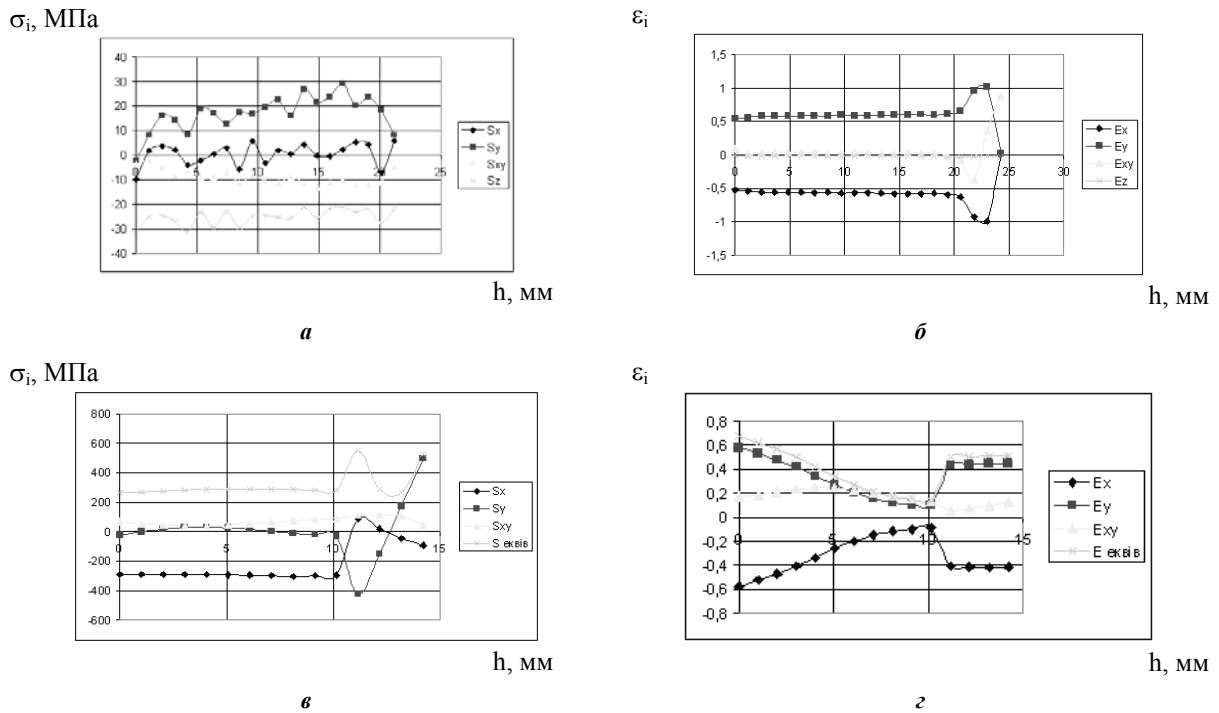 σi, МПа
40
30
20
10
0
-10
-20
-30
-40
0
5
10
15
20
25
Sx
Sy
Sxy
Sz
h, мм
а
εi
1,5
1
0,5
0
-0,5
-1
-1,5
0
5
10
15
20
25
30
Ex
Ey
Exy
Ez
h, мм
б
σi, МПа
800
600
400
200
0
-200
-400
-600
0
5
10
15
Sx
Sy
Sxy
S еквів
h, мм
в
εi
0,8
0,6
0,4
0,2
0
-0,2
-0,4
-0,6
-0,8
0
5
10
15
Ex
Ey
Exy
E еквів
h, мм
г